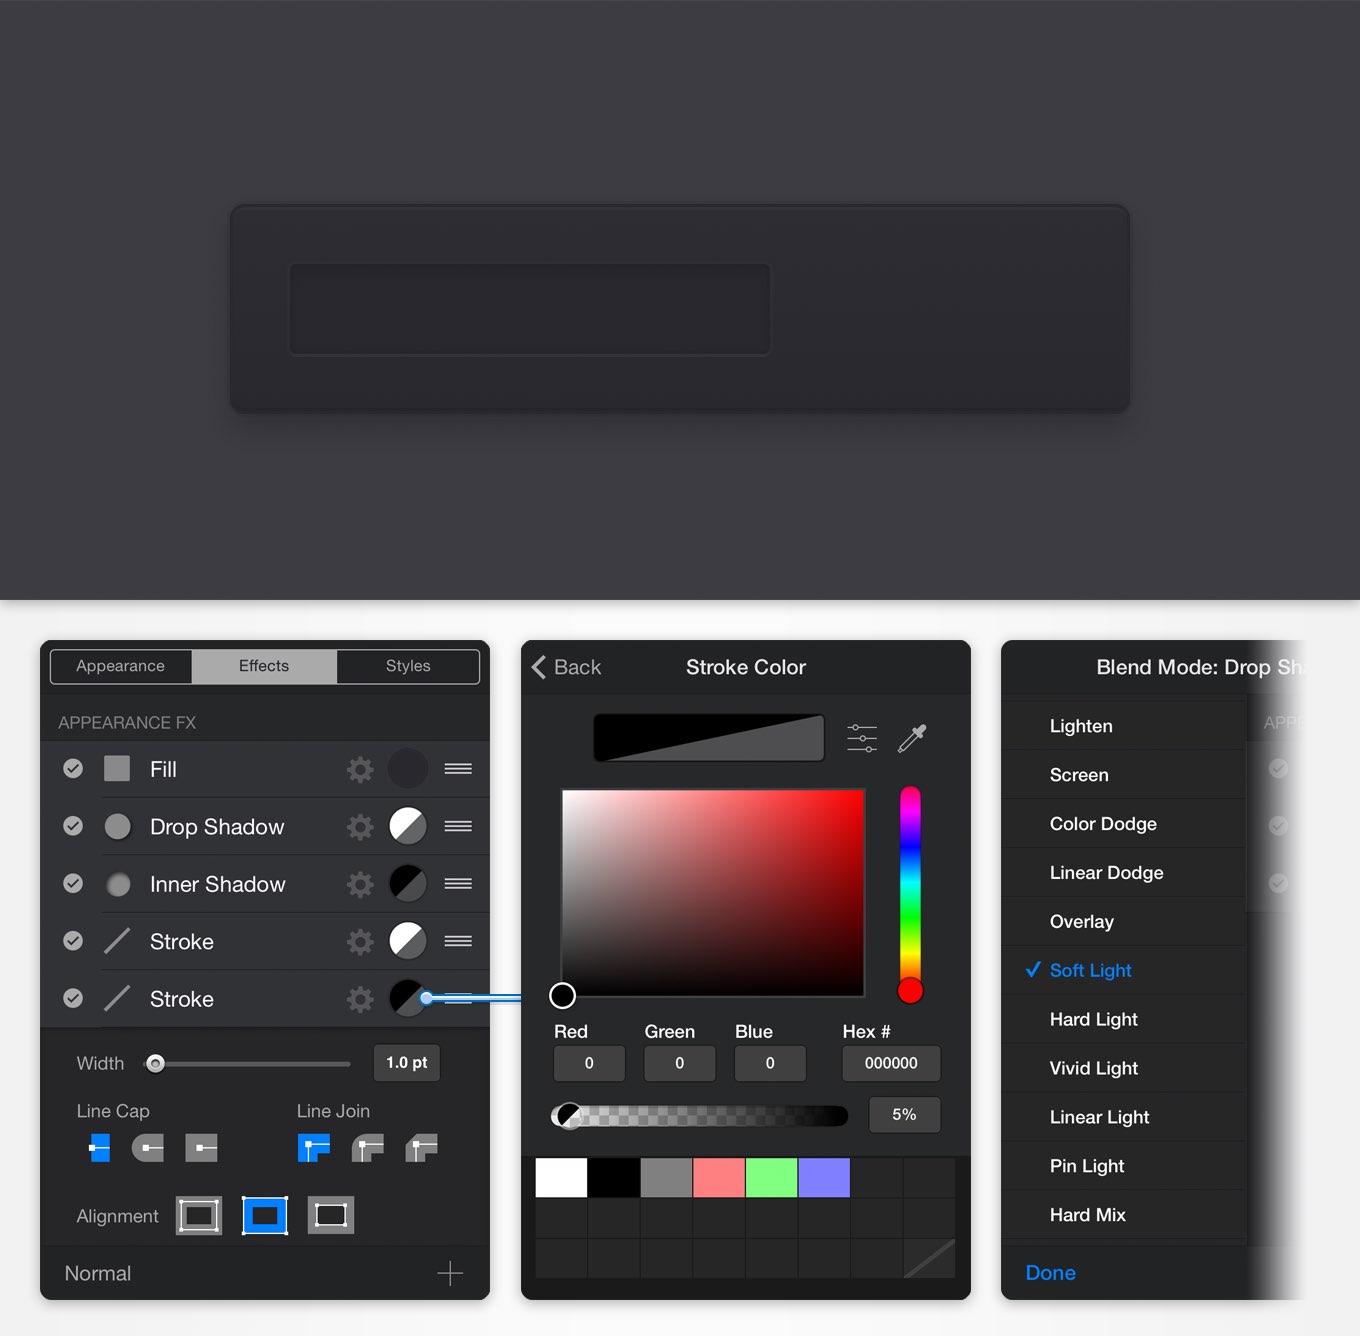 Appearance Effects Styles
APPEARANCE FX
Fill
Drop Shadow
Inner Shadow
Stroke
Stroke
Width 1.0 pt
Line Cap Line Join
Alignment
Normal
Back Stroke Color
Red Green Blue Hex #
0 0 0 000000
5%
Blend Mode: Drop Sha
APPE
Lighten
Screen
Color Dodge
Linear Dodge
Overlay
Soft Light
Hard Light
Vivid Light
Linear Light
Pin Light
Hard Mix
Done